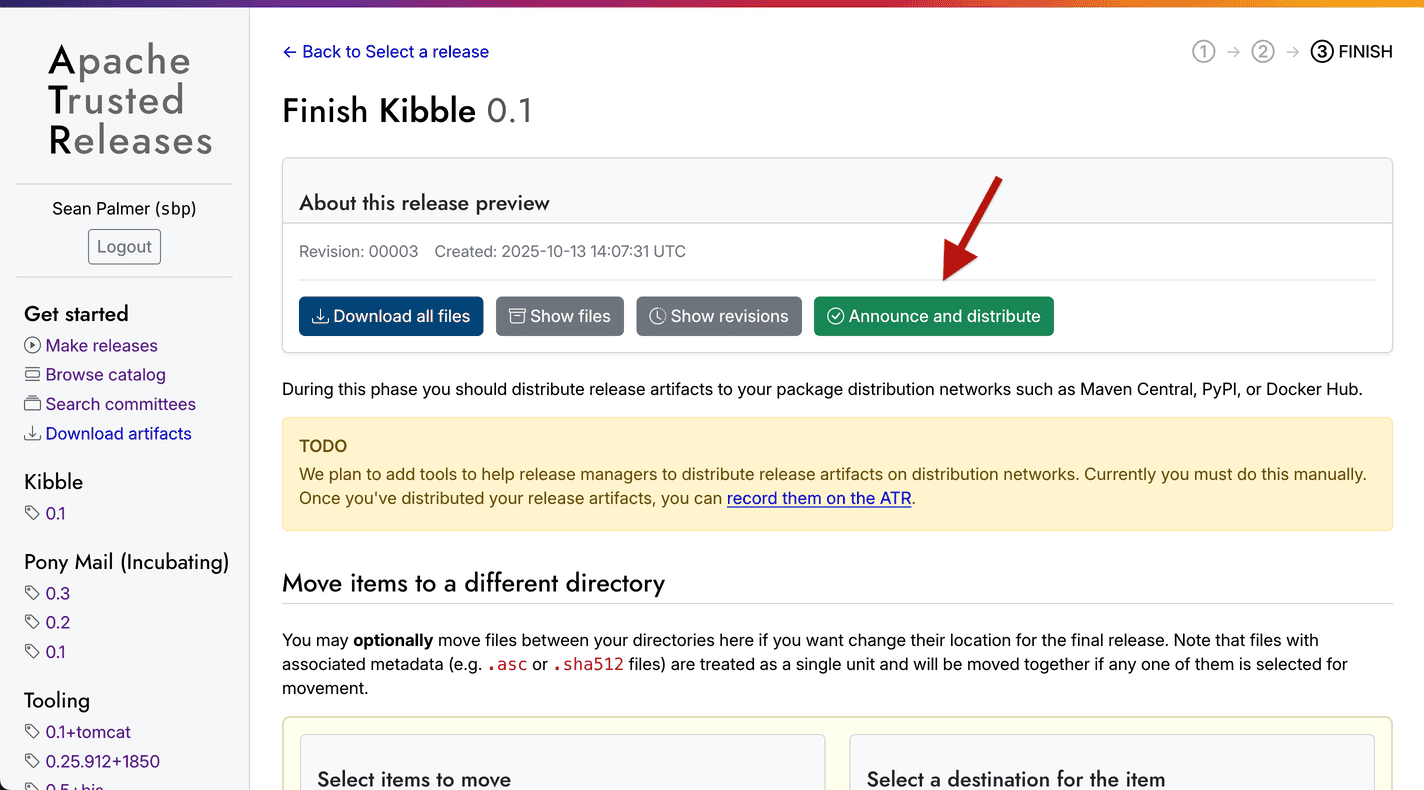 Apache
Trusted
Releases
Sean Palmer (sbp)
Logout
Get started
Make releases
Browse catalog
Search committees
Download artifacts
Kibble
0.1
Pony Mail (Incubating)
0.3
0.2
0.1
Tooling
0.1+tomcat
0.25.912+1850
← Back to Select a release
1 → 2 → 3 FINISH
Finish Kibble 0.1
About this release preview
Revision: 00003 Created: 2025-10-13 14:07:31 UTC
Download all files Show files Show revisions Announce and distribute
During this phase you should distribute release artifacts to your package distribution networks such as Maven Central, PyPI, or Docker Hub.
TODO
We plan to add tools to help release managers to distribute release artifacts on distribution networks. Currently you must do this manually.
Once you've distributed your release artifacts, you can record them on the ATR.
Move items to a different directory
You may optionally move files between your directories here if you want change their location for the final release. Note that files with
associated metadata (e.g. .asc or .sha512 files) are treated as a single unit and will be moved together if any one of them is selected for
movement.
Select items to move
Select a destination for the item